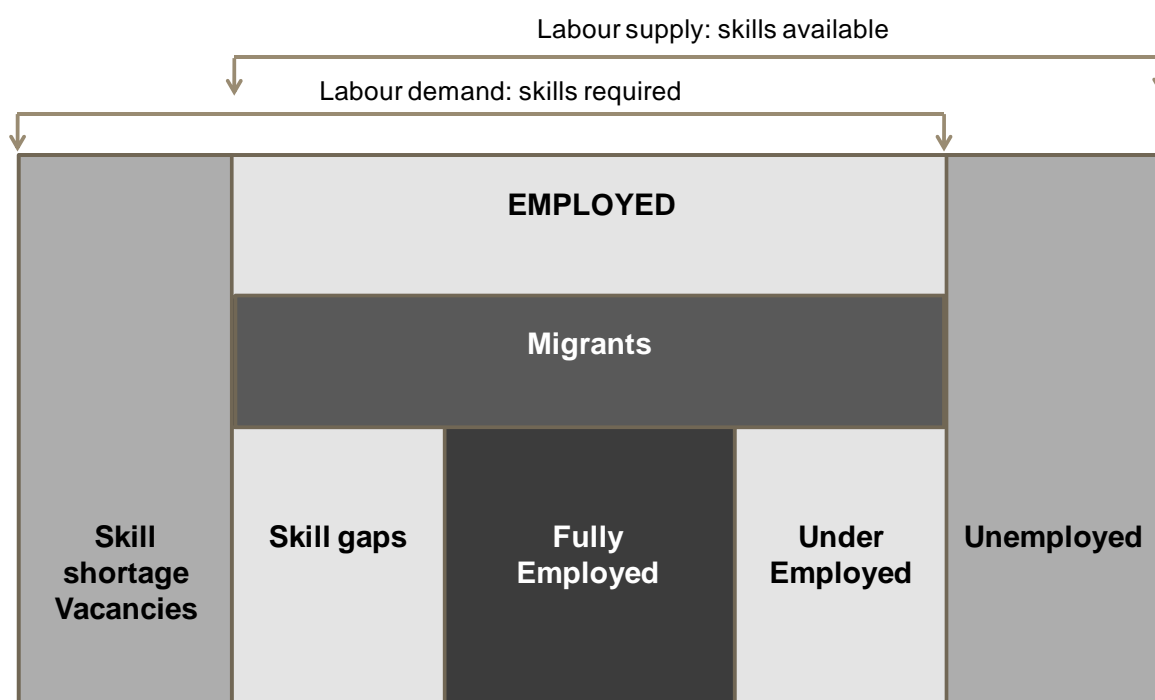 Labour supply: skills available
Labour demand: skills required
EMPLOYED
Migrants
Skill
shortage
Vacancies
Skill gaps
Fully
Employed
Under
Employed
Unemployed